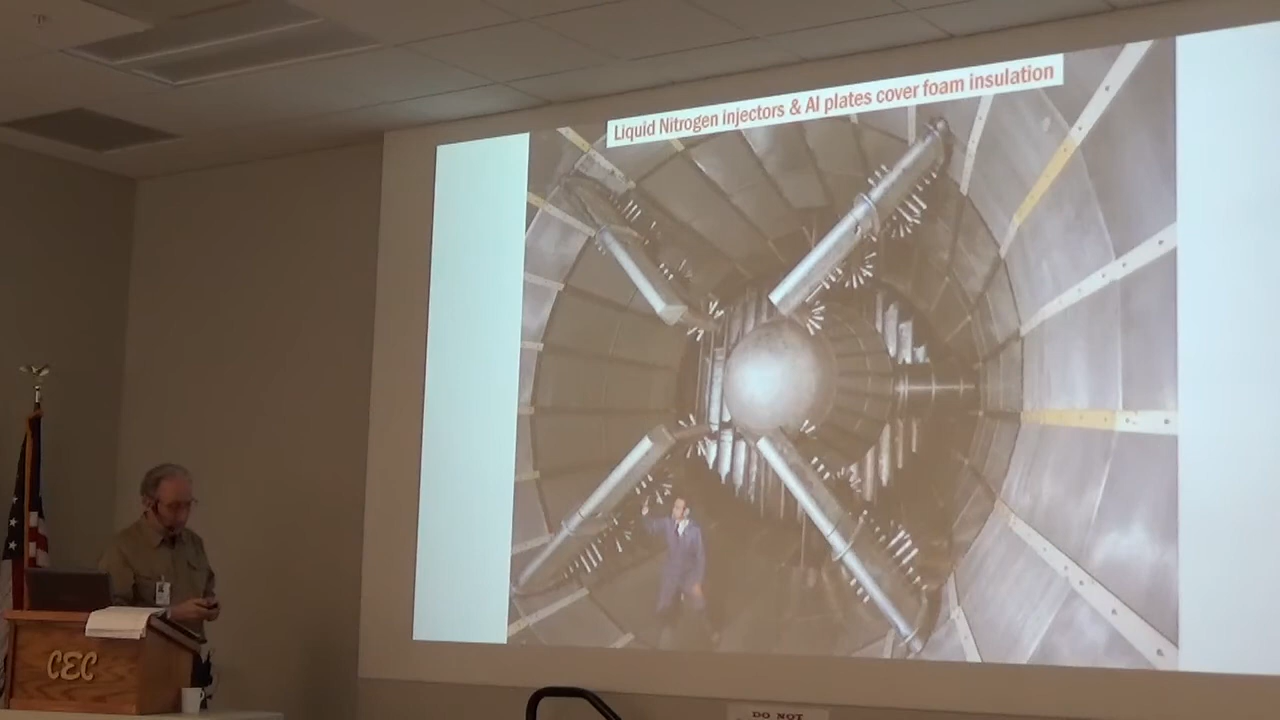 Liquid Nitrogen injectors & Al plates cover foam insulation
CEC
DO NOT